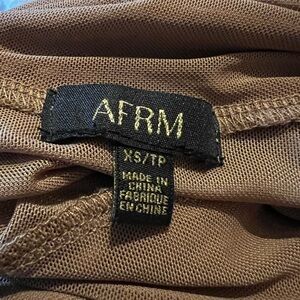 AFRM
XS/TP
MADE IN
CHINA
FABRIQUE
EN CHINE